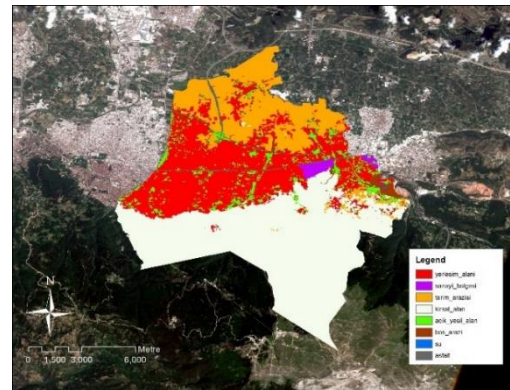 Legend
yerlesim_alani
sanayi_bolgesi
tarim_arazisi
kirsal_alan
acik_yesil_alan
bos_arazi
su
asfalt
N
0 1,500 3,000 6,000 Metre